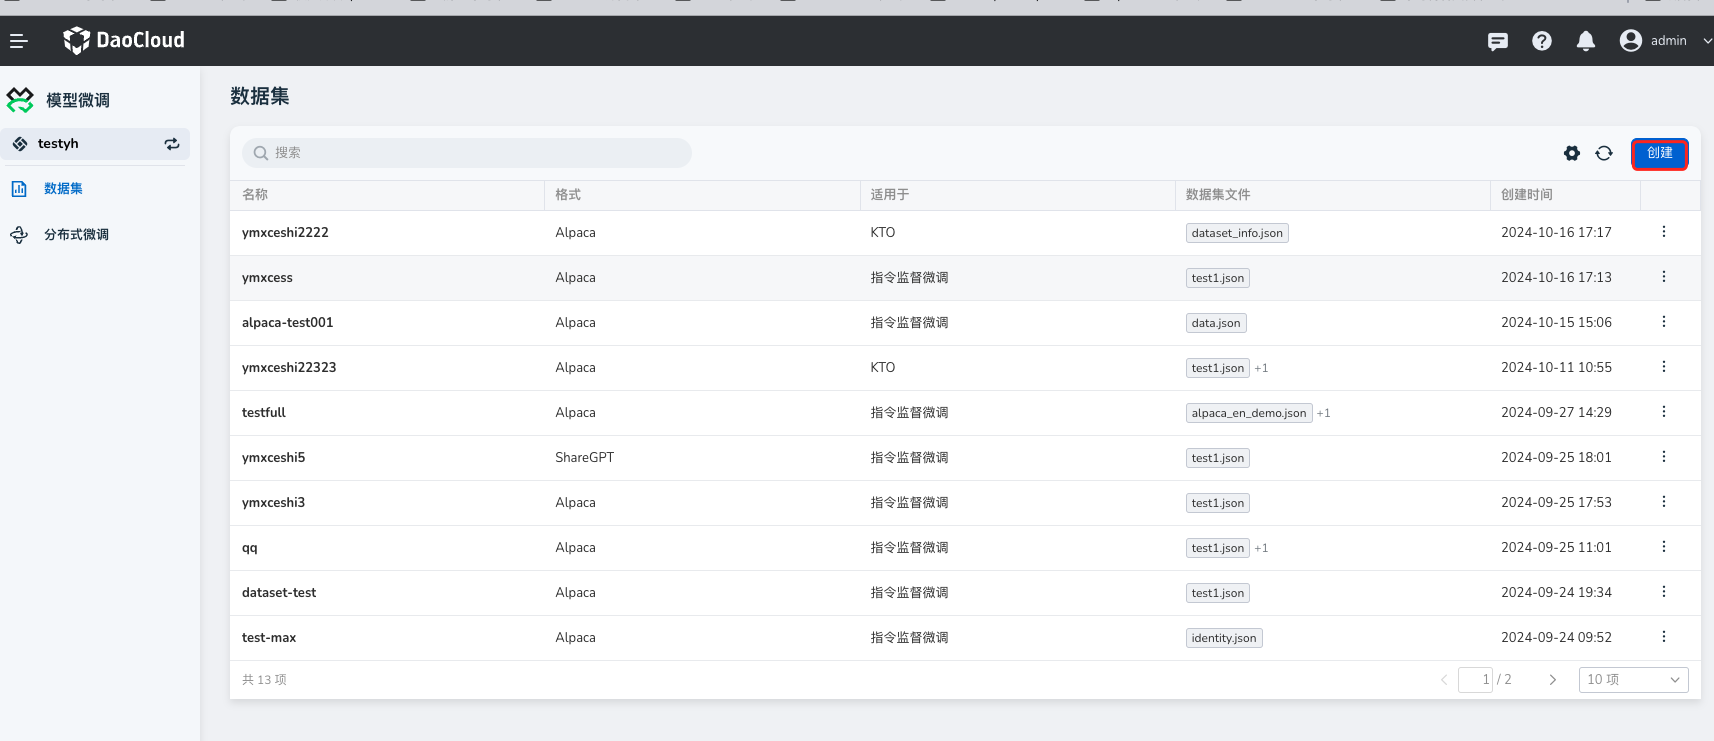 DaoCloud
admin
模型微调
testyh
数据集
分布式微调
数据集
搜索
创建
名称 格式 适用于 数据集文件 创建时间
ymxceshi2222 Alpaca KTO dataset_info.json 2024-10-16 17:17
ymxcess Alpaca 指令监督微调 test1.json 2024-10-16 17:13
alpaca-test001 Alpaca 指令监督微调 data.json 2024-10-15 15:06
ymxceshi22323 Alpaca KTO test1.json +1 2024-10-11 10:55
testfull Alpaca 指令监督微调 alpaca_en_demo.json +1 2024-09-27 14:29
ymxceshi5 ShareGPT 指令监督微调 test1.json 2024-09-25 18:01
ymxceshi3 Alpaca 指令监督微调 test1.json 2024-09-25 17:53
qq Alpaca 指令监督微调 test1.json +1 2024-09-25 11:01
dataset-test Alpaca 指令监督微调 test1.json 2024-09-24 19:34
test-max Alpaca 指令监督微调 identity.json 2024-09-24 09:52
共 13 项 1 / 2 10 项